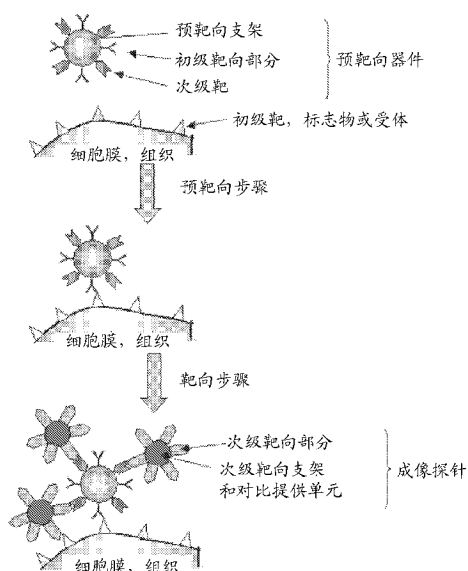 预靶向支架
初级靶向部分
次级靶
预靶向器件
初级靶，标志物或受体
细胞膜，组织
预靶向步骤
细胞膜，组织
靶向步骤
次级靶向部分
次级靶向支架
和对比提供单元
成像探针
细胞膜，组织